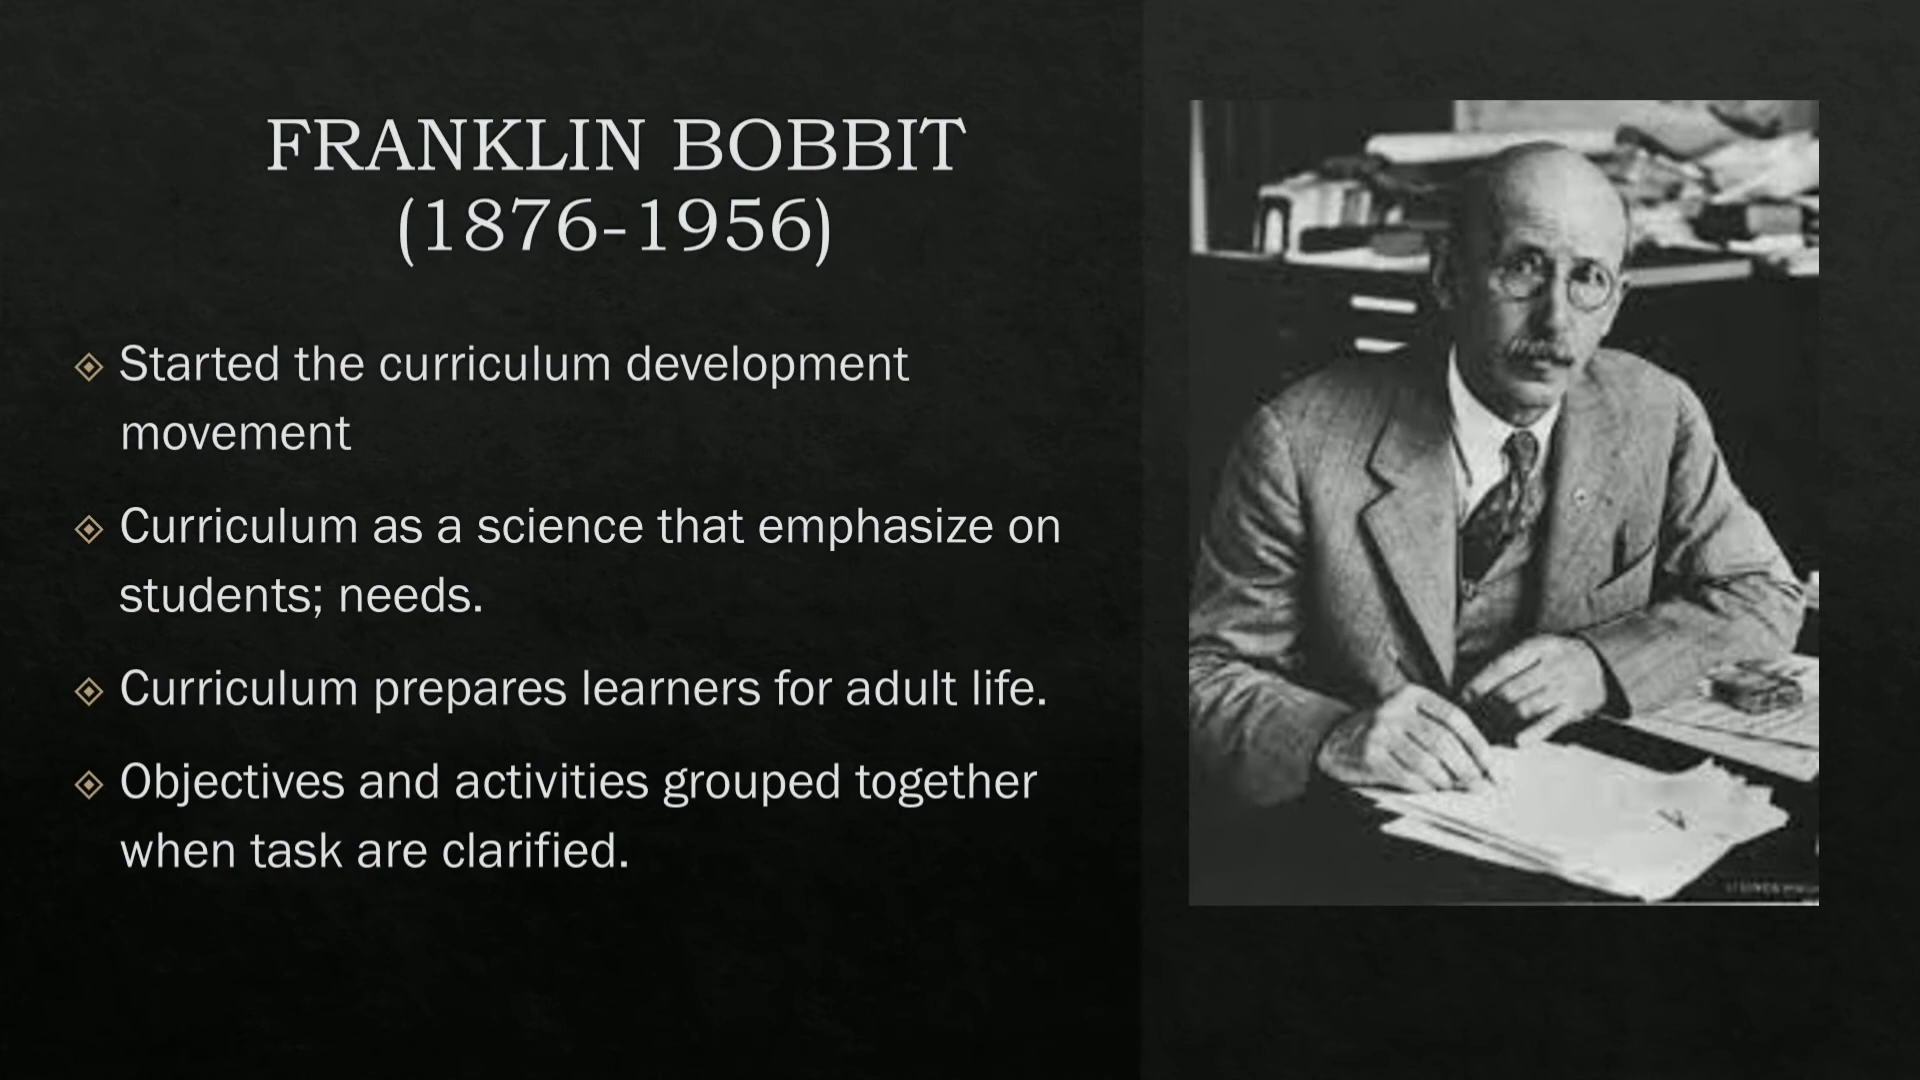 FRANKLIN BOBBIT
(1876-1956)
Started the curriculum development
movement
Curriculum as a science that emphasize on
students; needs.
Curriculum prepares learners for adult life.
Objectives and activities grouped together
when task are clarified.